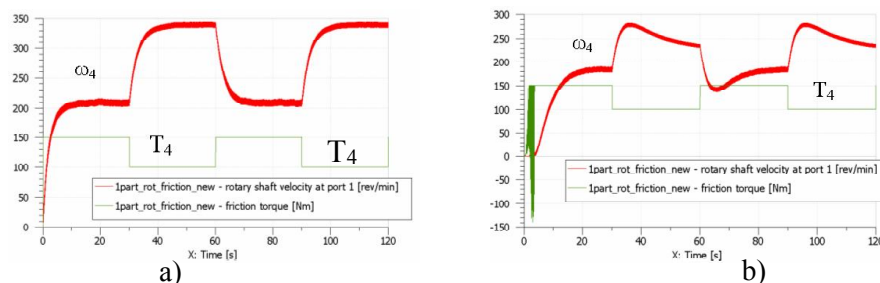 350
300
250
200
150
100
50
0
ω4
T4
T4
1part_rot_friction_new - rotary shaft velocity at port 1 [rev/min]
1part_rot_friction_new - friction torque [Nm]
0 20 40 60 80 100 120
X: Time [s]
a)
300
250
200
150
100
50
0
-50
-100
-150
ω4
T4
1part_rot_friction_new - rotary shaft velocity at port 1 [rev/min]
1part_rot_friction_new - friction torque [Nm]
0 20 40 60 80 100 120
X: Time [s]
b)